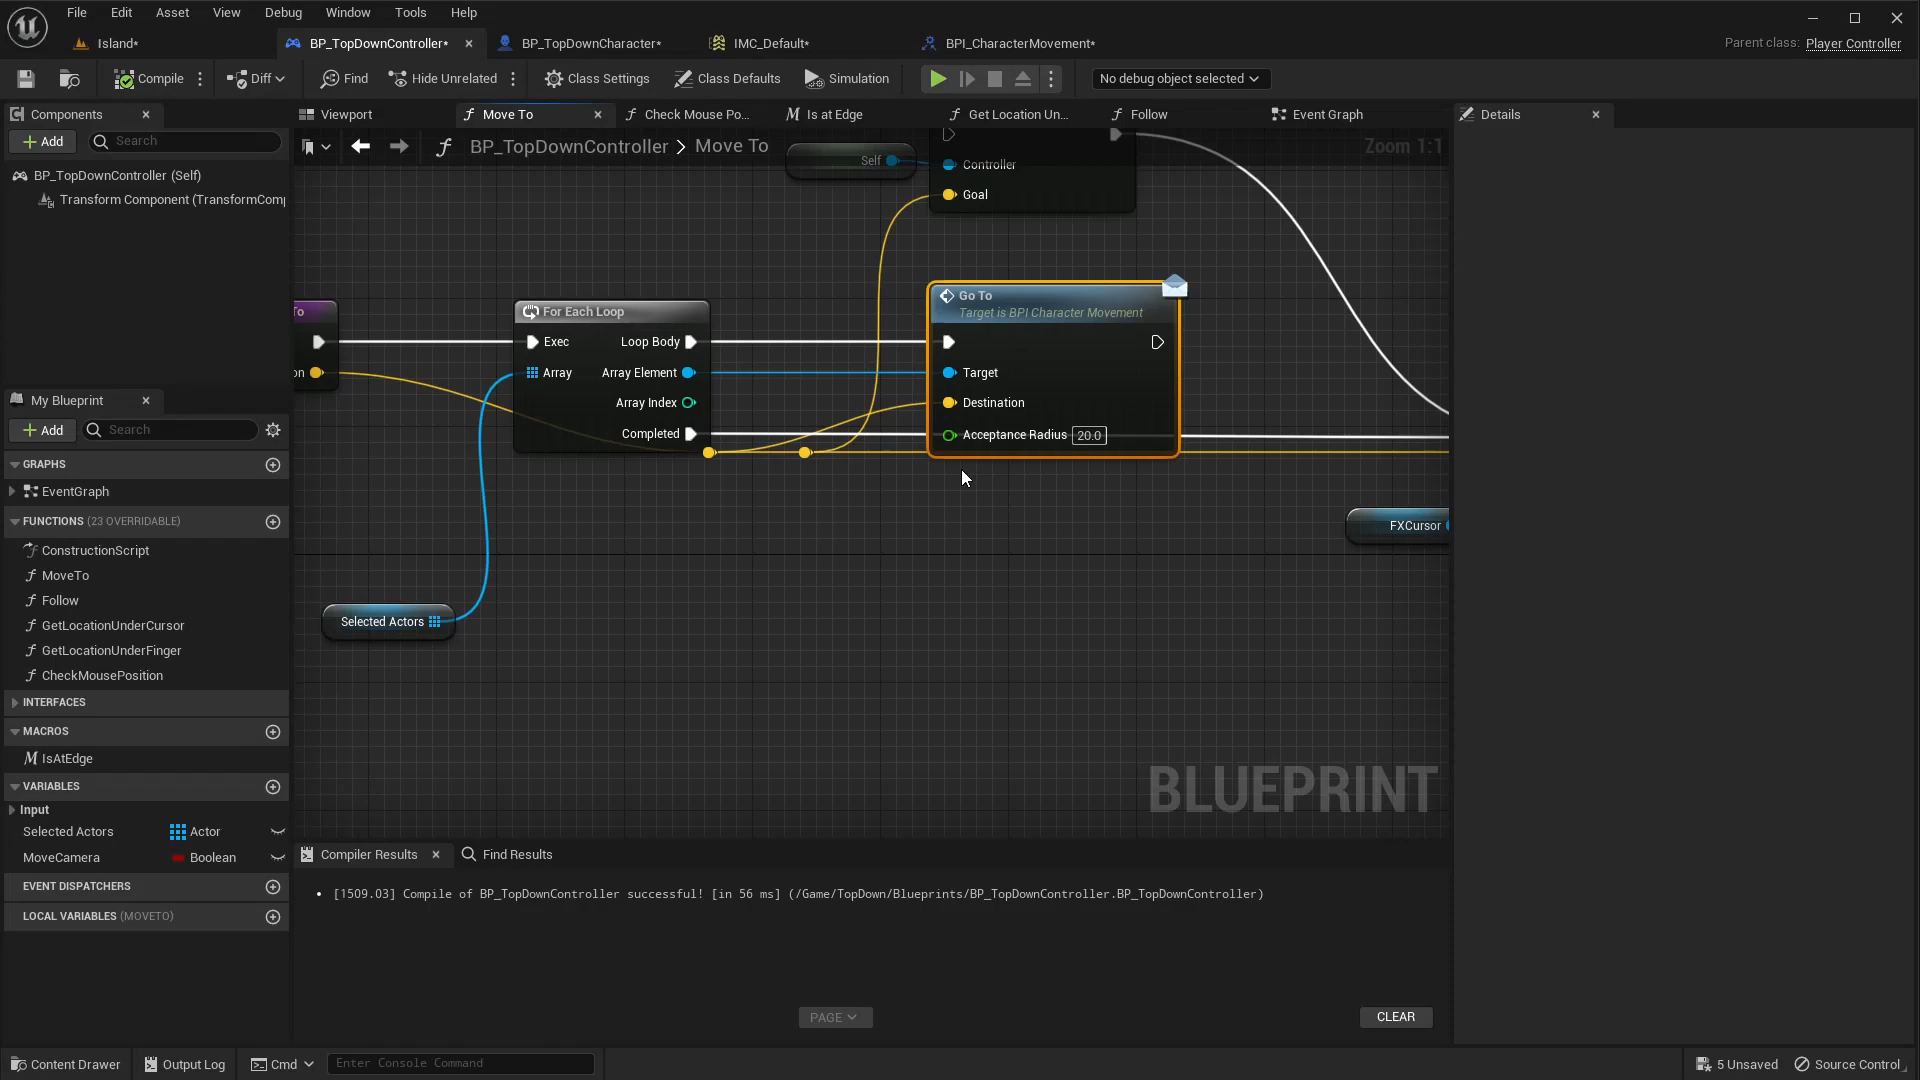 File Edit Asset View Debug Window Tools Help
Island*
BP_TopDownController*
BP_TopDownCharacter*
IMC_Default*
BPI_CharacterMovement*
Parent class: Player Controller
Compile
Diff
Find
Hide Unrelated
Class Settings
Class Defaults
Simulation
No debug object selected
Components
Viewport
Move To
Check Mouse Po...
Is at Edge
Get Location Un...
Follow
Event Graph
Details
Add
Search
BP_TopDownController > Move To
Zoom 1:1
BP_TopDownController (Self)
Transform Component (TransformComp
Self
Controller
Goal
To
on
For Each Loop
Exec
Loop Body
Array
Array Element
Array Index
Completed
Go To
Target is BPI Character Movement
Target
Destination
Acceptance Radius 20.0
FXCursor
Selected Actors
BLUEPRINT
My Blueprint
Add
Search
GRAPHS
EventGraph
FUNCTIONS (23 OVERRIDABLE)
ConstructionScript
MoveTo
Follow
GetLocationUnderCursor
GetLocationUnderFinger
CheckMousePosition
INTERFACES
MACROS
IsAtEdge
VARIABLES
Input
Selected Actors Actor
MoveCamera Boolean
EVENT DISPATCHERS
LOCAL VARIABLES (MOVETO)
Compiler Results
Find Results
[1509.03] Compile of BP_TopDownController successful! [in 56 ms] (/Game/TopDown/Blueprints/BP_TopDownController.BP_TopDownController)
PAGE
CLEAR
Content Drawer
Output Log
Cmd
Enter Console Command
5 Unsaved
Source Control